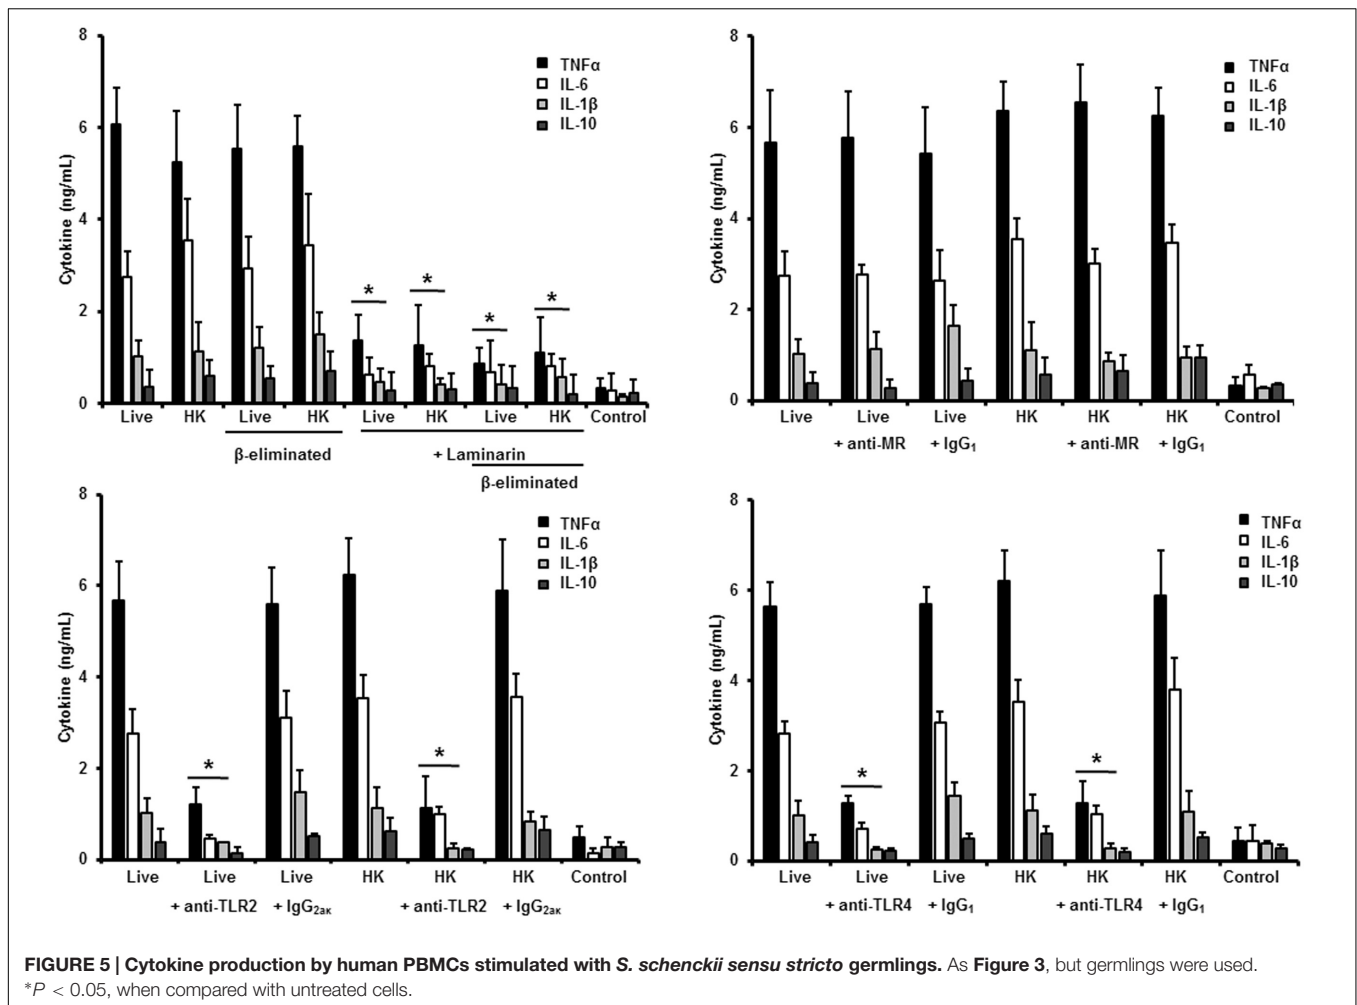 8
6
4
2
0
Cytokine (ng/mL)
TNFα
IL-6
IL-1β
IL-10
* * * *
Live HK Live HK Live HK Live HK Control
β-eliminated + Laminarin
β-eliminated
8
6
4
2
0
Cytokine (ng/mL)
TNFα
IL-6
IL-1β
IL-10
Live Live Live HK HK HK Control
+ anti-MR + IgG1 + anti-MR + IgG1
8
6
4
2
0
Cytokine (ng/mL)
TNFα
IL-6
IL-1β
IL-10
* *
Live Live Live HK HK HK Control
+ anti-TLR2 + IgG2aκ + anti-TLR2 + IgG2aκ
8
6
4
2
0
Cytokine (ng/mL)
TNFα
IL-6
IL-1β
IL-10
* *
Live Live Live HK HK HK Control
+ anti-TLR4 + IgG1 + anti-TLR4 + IgG1
FIGURE 5 | Cytokine production by human PBMCs stimulated with S. schenckii sensu stricto germlings. As Figure 3, but germlings were used.
*P < 0.05, when compared with untreated cells.